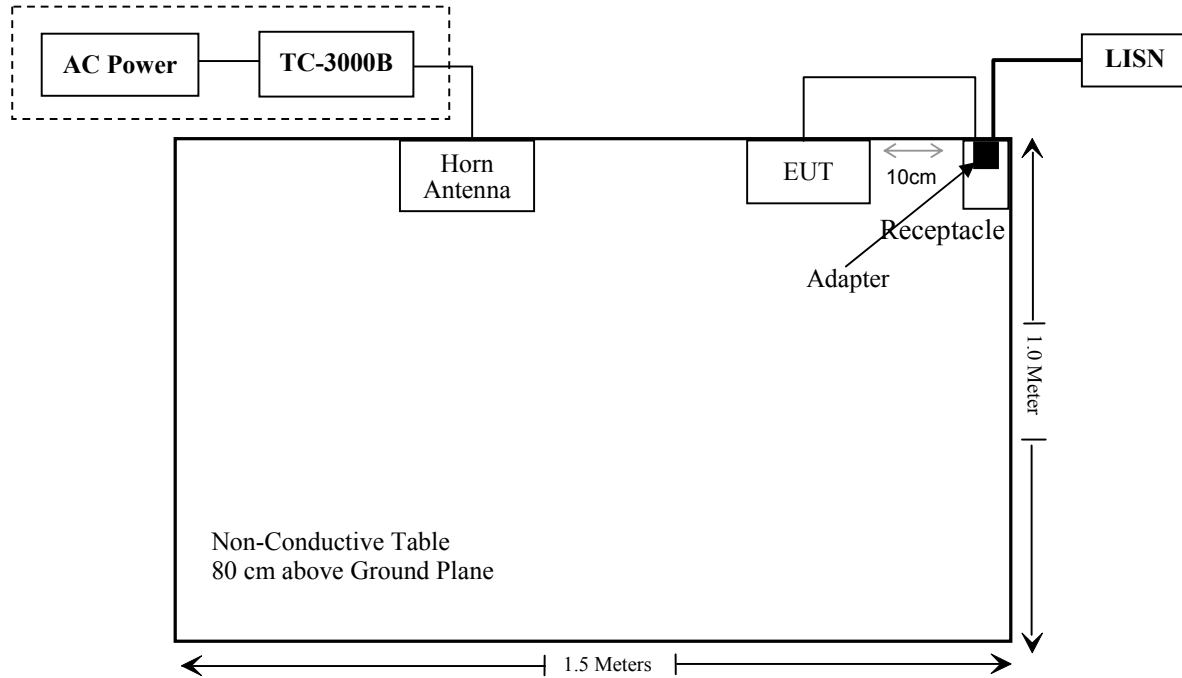 AC Power
TC-3000B
LISN
Horn
Antenna
EUT
10cm
Receptacle
Adapter
1.0 Meter
Non-Conductive Table
80 cm above Ground Plane
1.5 Meters